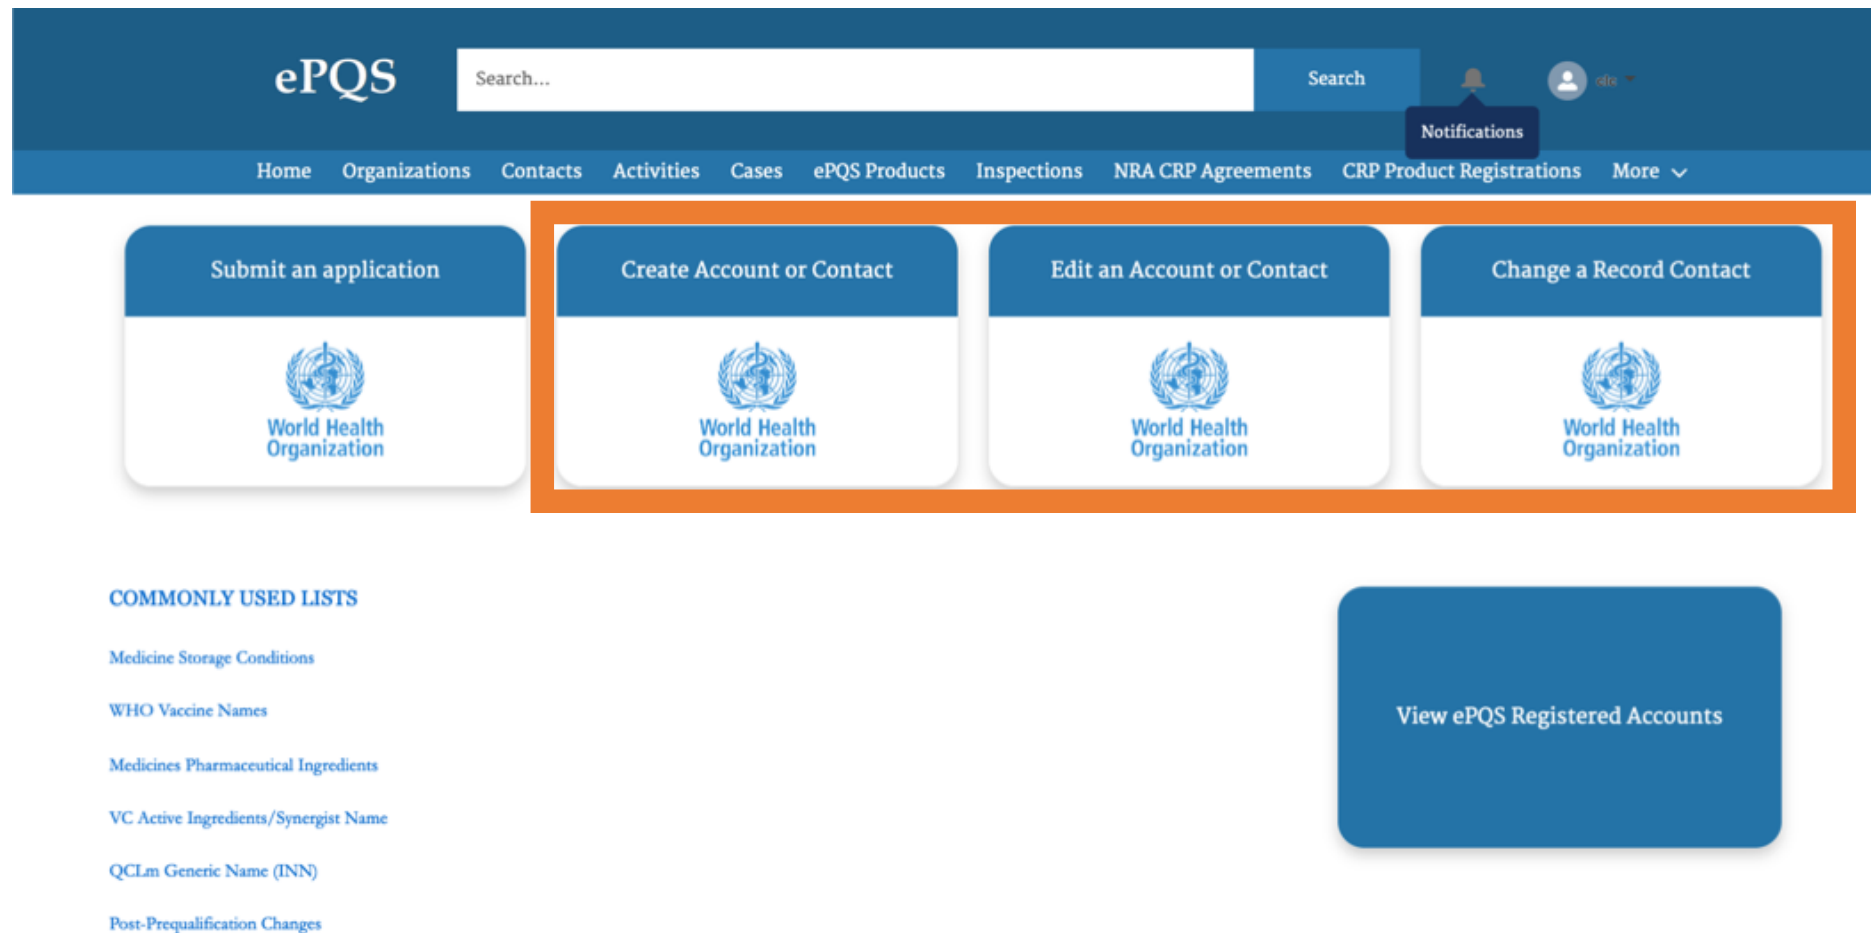 ePQS
Search...
Search
Notifications
Home Organizations Contacts Activities Cases ePQS Products Inspections NRA CRP Agreements CRP Product Registrations More
Submit an application
Create Account or Contact
Edit an Account or Contact
Change a Record Contact
World Health
Organization
World Health
Organization
World Health
Organization
World Health
Organization
COMMONLY USED LISTS
Medicine Storage Conditions
WHO Vaccine Names
Medicines Pharmaceutical Ingredients
VC Active Ingredients/Synergist Name
QCLm Generic Name (INN)
Post-Prequalification Changes
View ePQS Registered Accounts